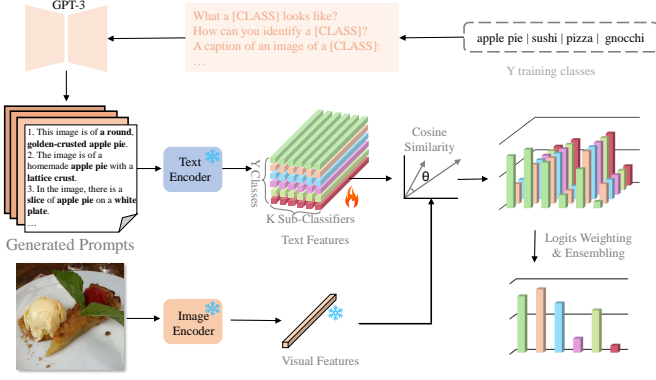 GPT-3
What a [CLASS] looks like?
How can you identify a [CLASS]?
A caption of an image of a [CLASS]:
...
apple pie | sushi | pizza | gnocchi
Y training classes
1. This image is of a round,
golden-crusted apple pie.
2. The image is of a
homemade apple pie with a
lattice crust.
3. In the image, there is a
slice of apple pie on a white
plate.
...
Generated Prompts
Text
Encoder
Y Classes
K Sub-Classifiers
Text Features
Cosine
Similarity
θ
Logits Weighting
& Ensembling
Image
Encoder
Visual Features